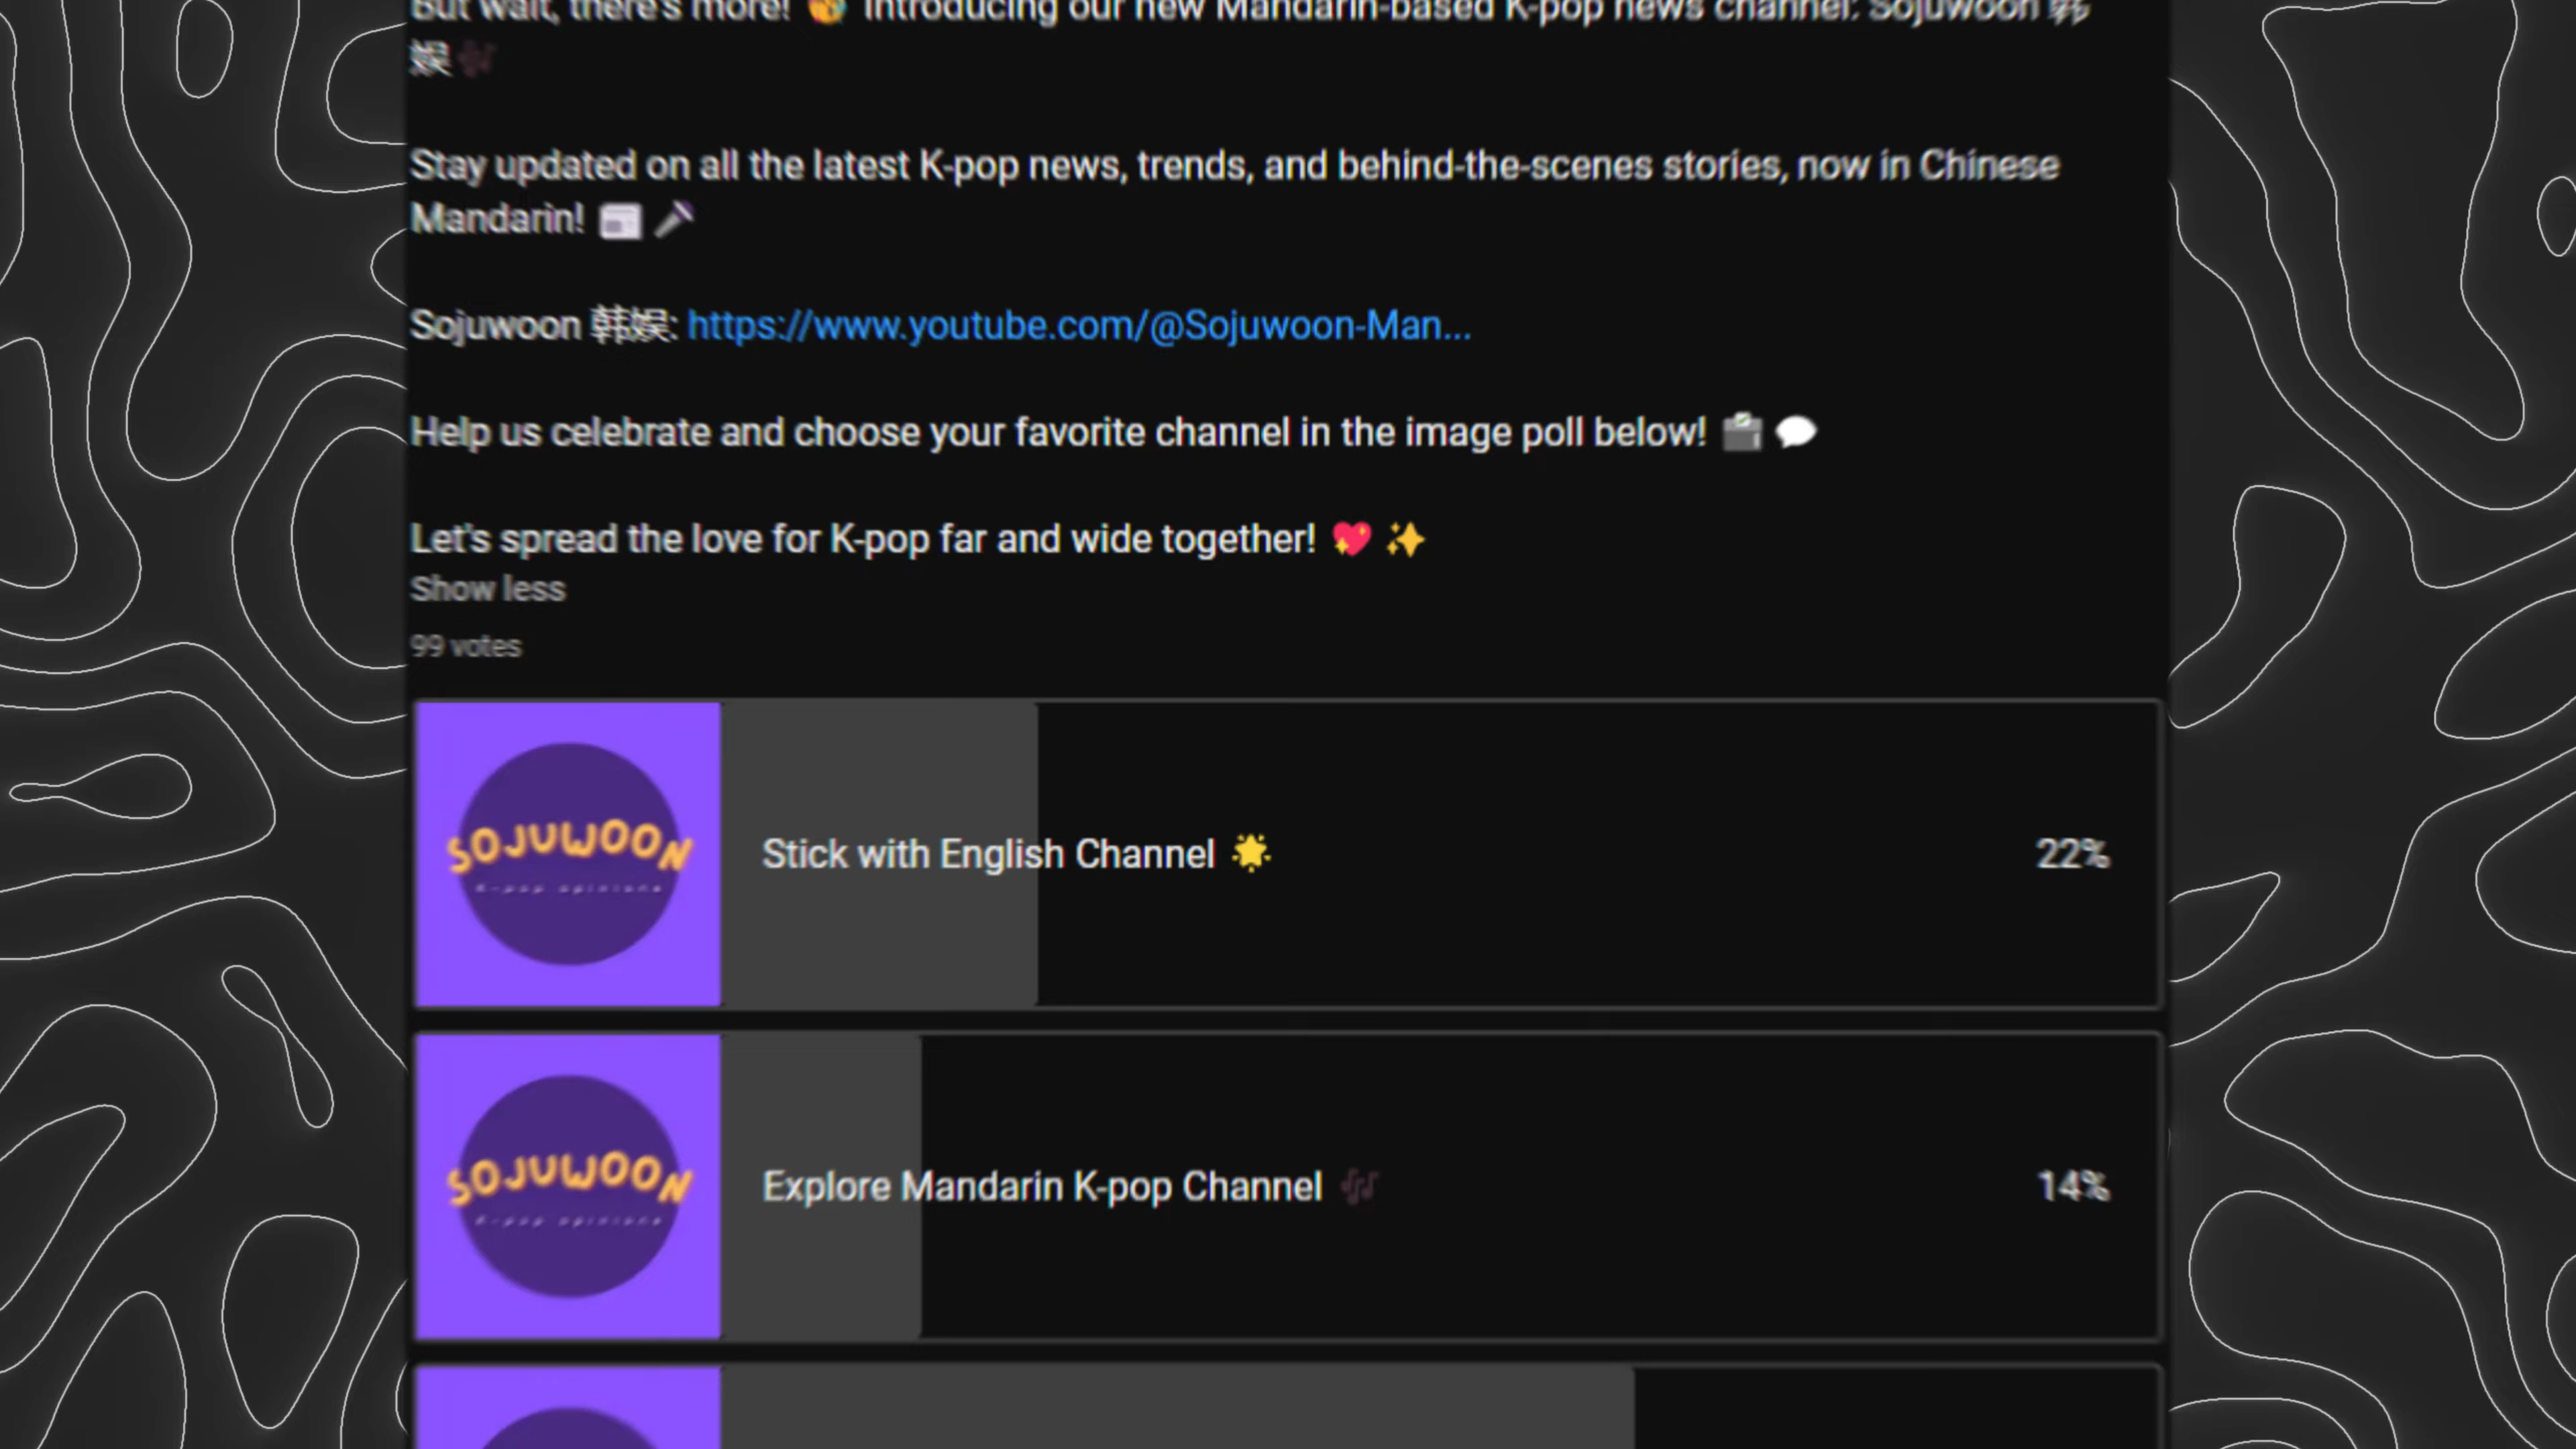 But wait, there's more! 🤯 Introducing our new Mandarin-based K-pop news channel: Sojuwoon 韩
娱🎶
Stay updated on all the latest K-pop news, trends, and behind-the-scenes stories, now in Chinese
Mandarin! 📰 🎤
Sojuwoon 韩娱: https://www.youtube.com/@Sojuwoon-Man...
Help us celebrate and choose your favorite channel in the image poll below! 🗳️ 💬
Let's spread the love for K-pop far and wide together! 💖 ✨
Show less
99 votes
SOJUWOON
K-pop opinions
Stick with English Channel 🌟
22%
SOJUWOON
K-pop opinions
Explore Mandarin K-pop Channel 🎶
14%